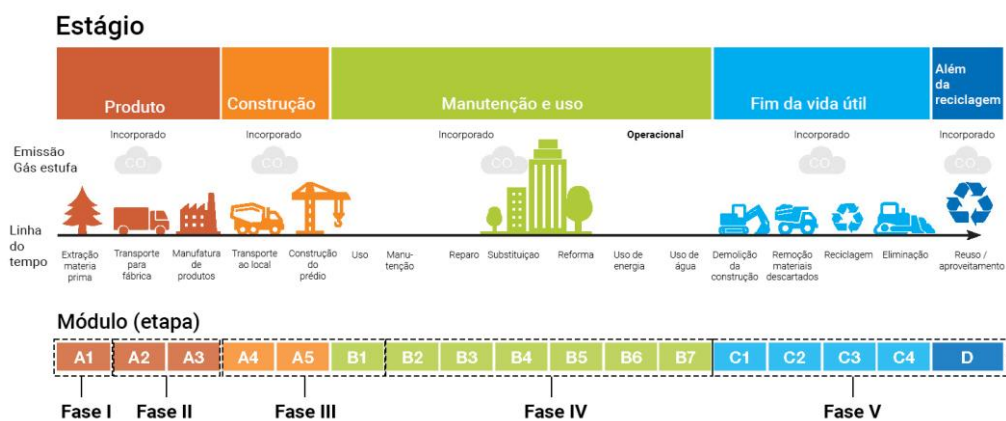 Estágio
Produto
Construção
Manutenção e uso
Fim da vida útil
Além
da
reciclagem
Incorporado
Incorporado
Incorporado
Operacional
Incorporado
Incorporado
Emissão
Gás estufa
CO
CO
CO
CO
CO
Linha
do
tempo
Extração
materia
prima
Transporte
para
fábrica
Manufatura
de
produtos
Transporte
ao local
Construção
do
prédio
Uso
Manu-
tenção
Reparo
Substituiçao
Reforma
Uso de
energia
Uso de
água
Demolição
da
construção
Remoção
materiais
descartados
Reciclagem
Eliminação
Reuso /
aproveitamento
Módulo (etapa)
A1 A2 A3 A4 A5 B1 B2 B3 B4 B5 B6 B7 C1 C2 C3 C4 D
Fase I Fase II Fase III Fase IV Fase V